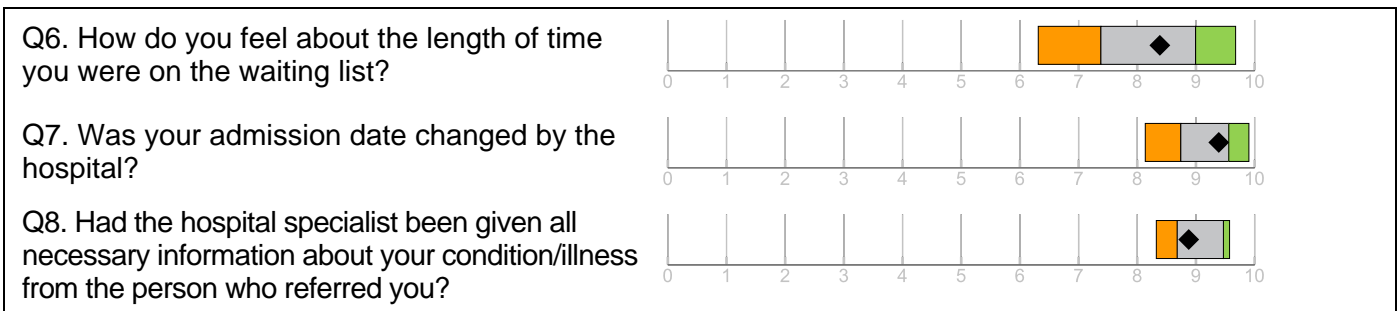 Q6. How do you feel about the length of time
you were on the waiting list?
0 1 2 3 4 5 6 7 8 9 10
Q7. Was your admission date changed by the
hospital?
0 1 2 3 4 5 6 7 8 9 10
Q8. Had the hospital specialist been given all
necessary information about your condition/illness
from the person who referred you?
0 1 2 3 4 5 6 7 8 9 10